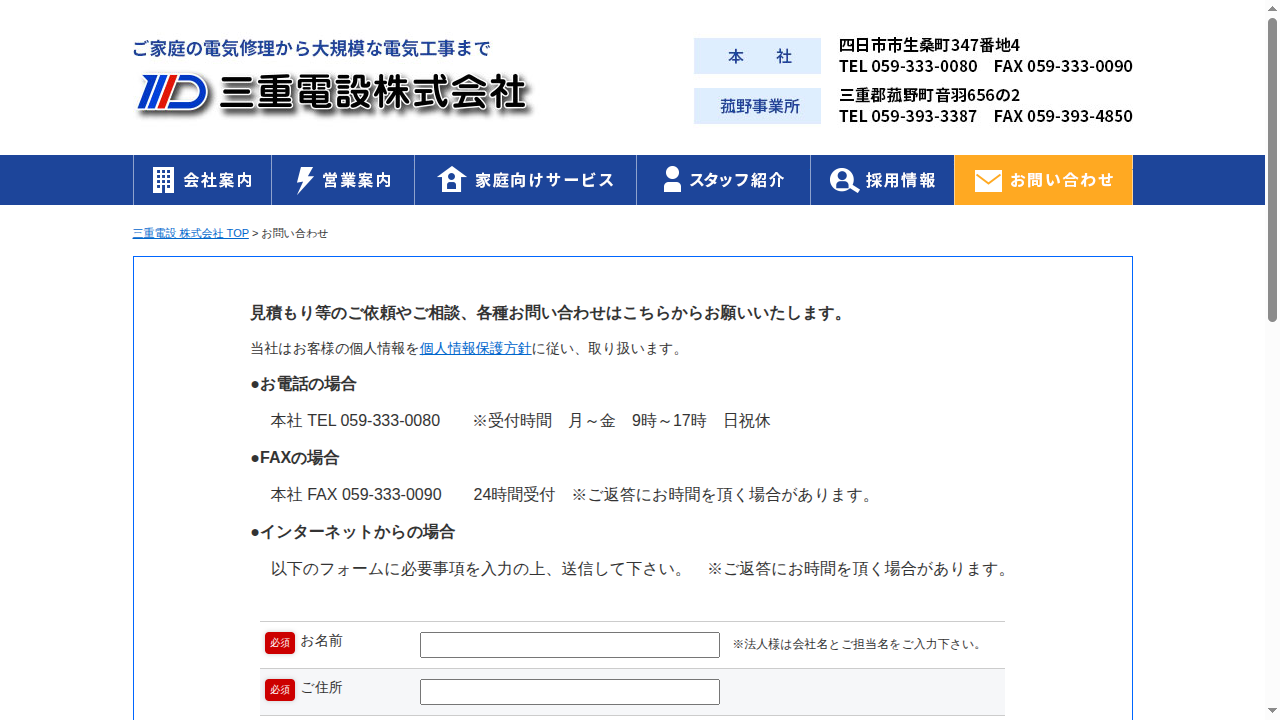 ご家庭の電気修理から大規模な電気工事まで
三重電設株式会社
本　　社
四日市市生桑町347番地4
TEL 059-333-0080　FAX 059-333-0090
菰野事業所
三重郡菰野町音羽656の2
TEL 059-393-3387　FAX 059-393-4850
会社案内
営業案内
家庭向けサービス
スタッフ紹介
採用情報
お問い合わせ
三重電設 株式会社 TOP > お問い合わせ
見積もり等のご依頼やご相談、各種お問い合わせはこちらからお願いいたします。
当社はお客様の個人情報を個人情報保護方針に従い、取り扱います。
●お電話の場合
本社 TEL 059-333-0080　　※受付時間　月～金　9時～17時　日祝休
●FAXの場合
本社 FAX 059-333-0090　　24時間受付　※ご返答にお時間を頂く場合があります。
●インターネットからの場合
以下のフォームに必要事項を入力の上、送信して下さい。　※ご返答にお時間を頂く場合があります。
必須 お名前 ※法人様は会社名とご担当名をご入力下さい。
必須 ご住所